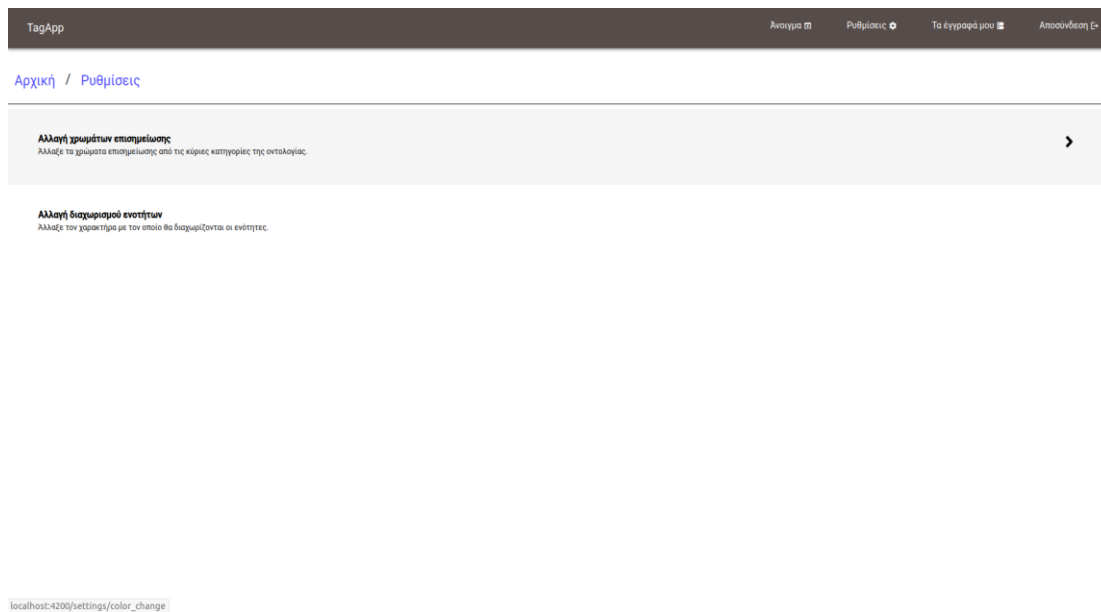 TagApp
Άνοιγμα
Ρυθμίσεις
Τα έγγραφά μου
Αποσύνδεση
Αρχική / Ρυθμίσεις
Αλλαγή χρωμάτων επισημείωσης
Άλλαξε τα χρώματα επισημείωσης από τις κύριες κατηγορίες της οντολογίας.
Αλλαγή διαχωρισμού ενοτήτων
Άλλαξε τον χαρακτήρα με τον οποίο θα διαχωρίζονται οι ενότητες.
localhost:4200/settings/color_change